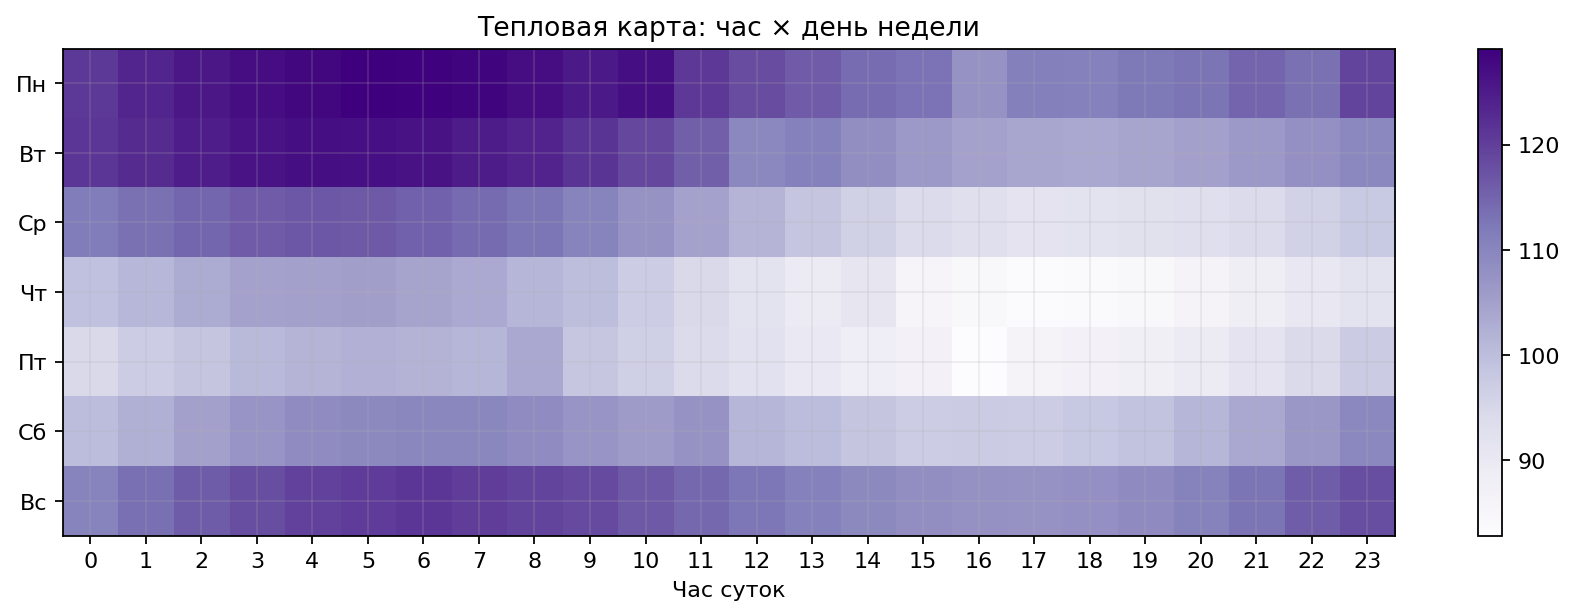 Тепловая карта: час × день недели
Пн
Вт
Ср
Чт
Пт
Сб
Вс
0 1 2 3 4 5 6 7 8 9 10 11 12 13 14 15 16 17 18 19 20 21 22 23
Час суток
120
110
100
90